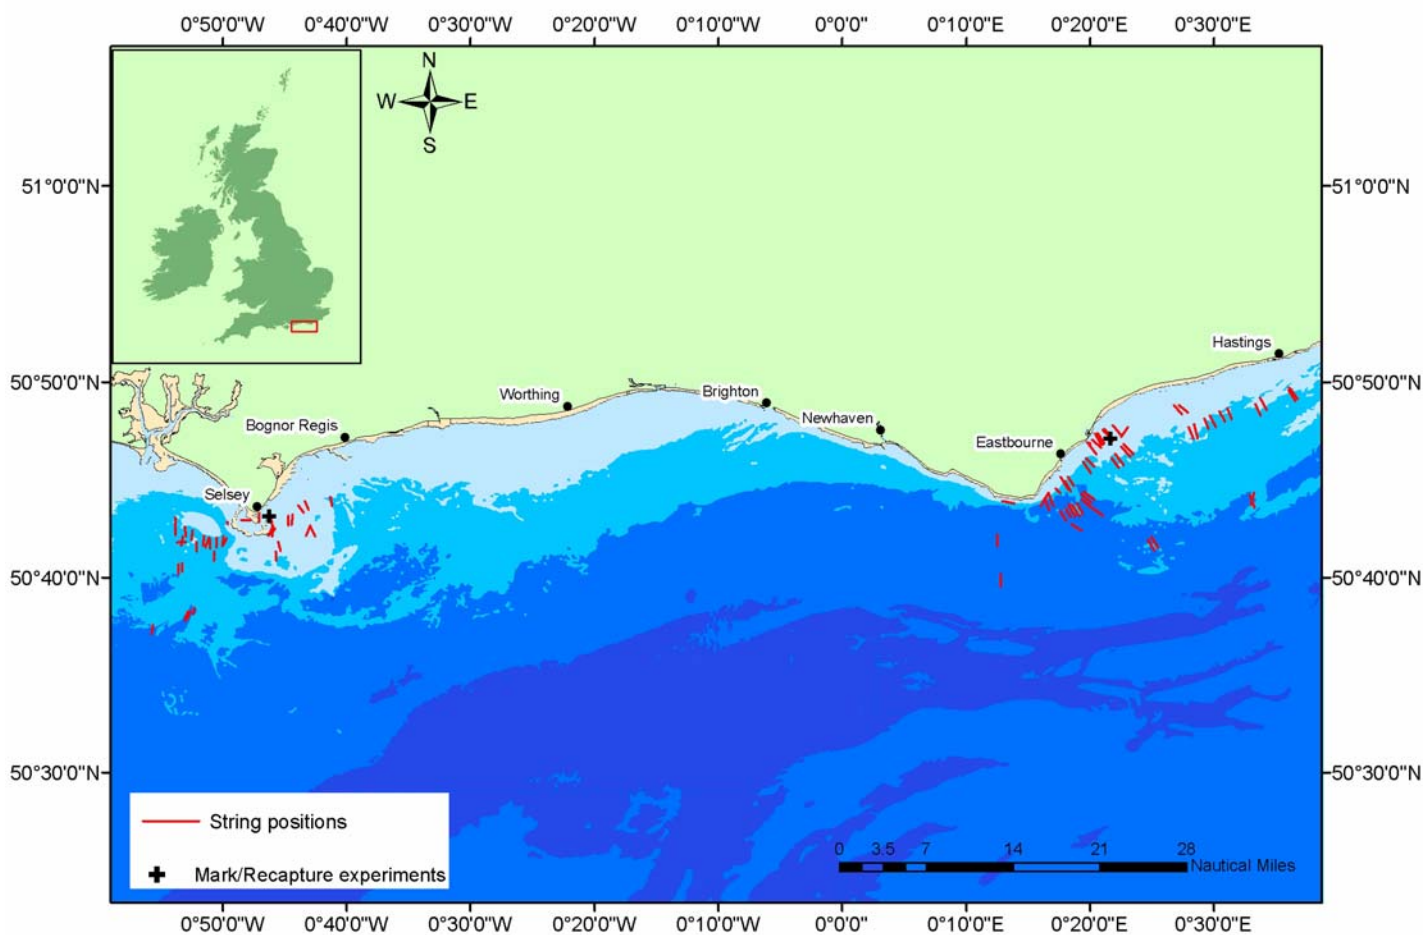 0°50'0"W 0°40'0"W 0°30'0"W 0°20'0"W 0°10'0"W 0°0'0" 0°10'0"E 0°20'0"E 0°30'0"E
N
W E
S
51°0'0"N 51°0'0"N
Hastings
50°50'0"N 50°50'0"N
Worthing Brighton
Newhaven
Bognor Regis
Eastbourne
Selsey
50°40'0"N 50°40'0"N
50°30'0"N 50°30'0"N
String positions
0 3.5 7 14 21 28
Nautical Miles
Mark/Recapture experiments
0°50'0"W 0°40'0"W 0°30'0"W 0°20'0"W 0°10'0"W 0°0'0" 0°10'0"E 0°20'0"E 0°30'0"E